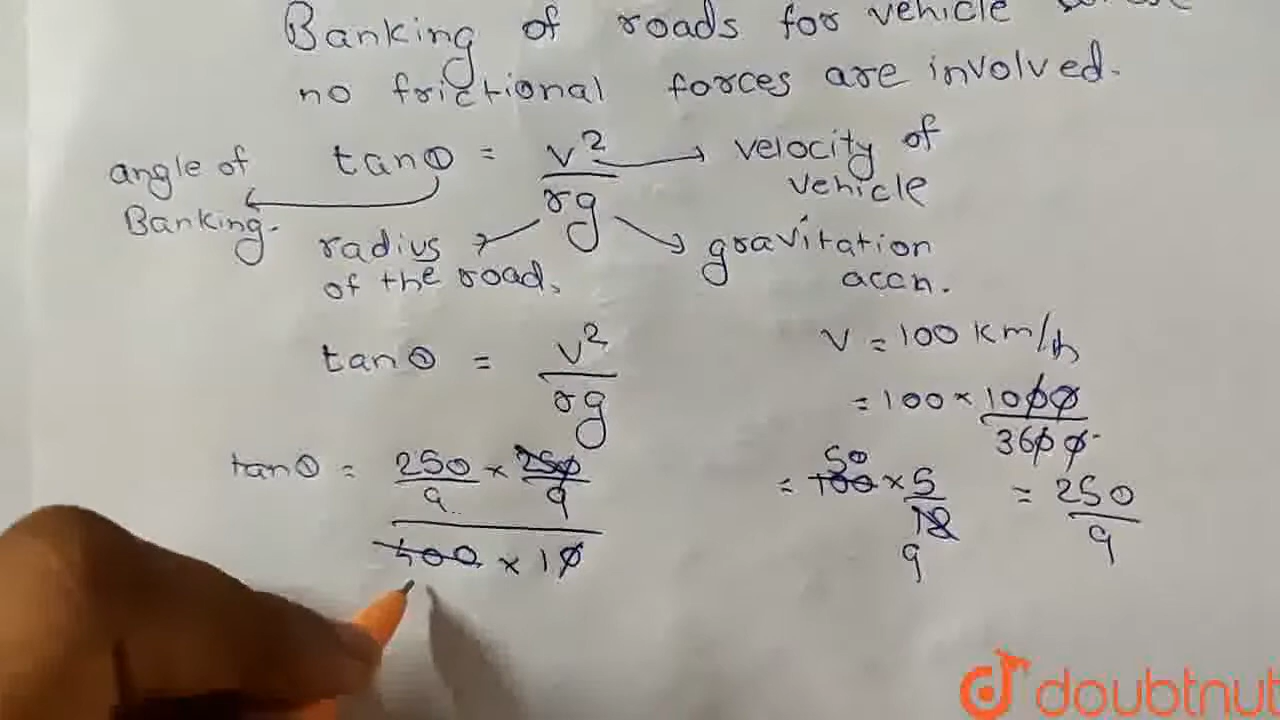 Banking of roads for vehicle
no frictional forces are involved.
angle of Banking.
tanθ = v²/rg
velocity of vehicle
radius of the road.
gravitation accn.
tanθ = v²/rg
v = 100 km/h
= 100 × 1000/3600
tanθ = 250/9 × 250/9
× 10
= 100 × 5/18 = 250/9
50
9
doubtnut